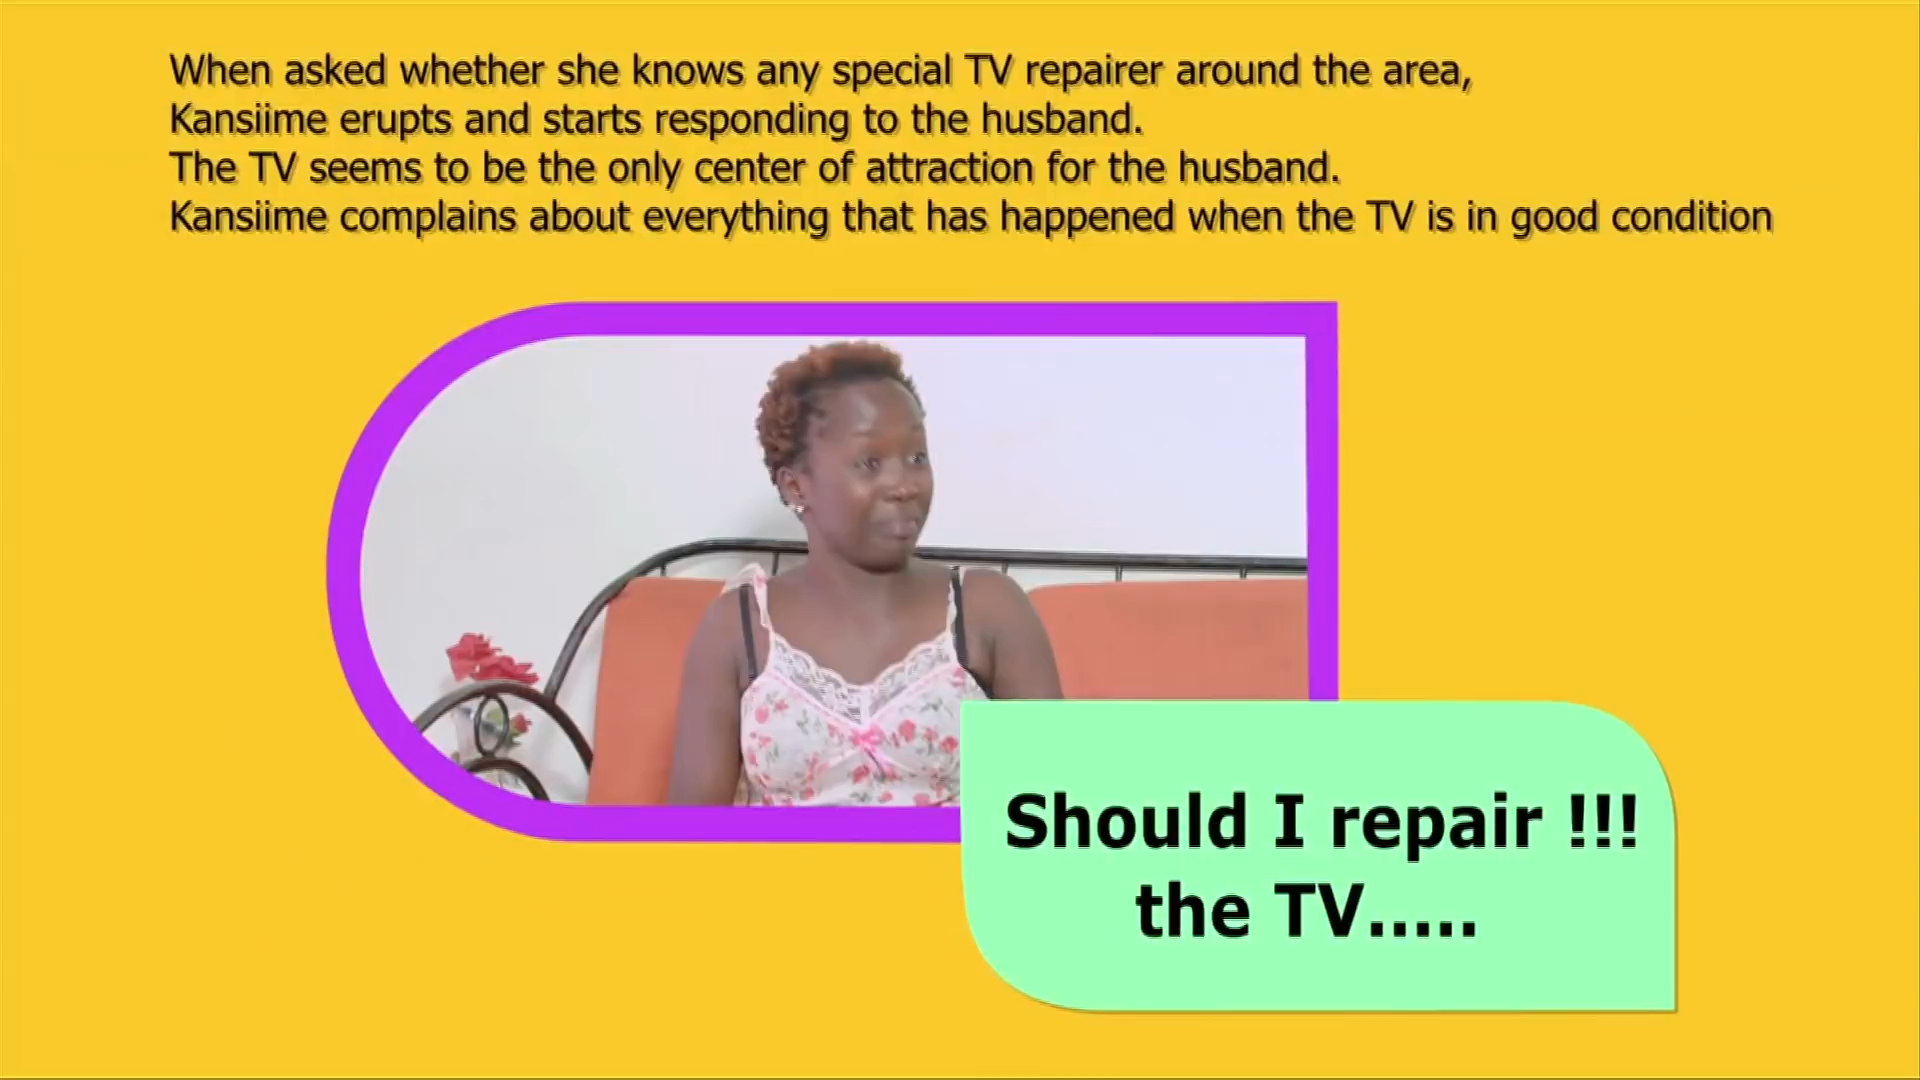 When asked whether she knows any special TV repairer around the area,
Kansiime erupts and starts responding to the husband.
The TV seems to be the only center of attraction for the husband.
Kansiime complains about everything that has happened when the TV is in good condition
Should I repair !!!
the TV.....